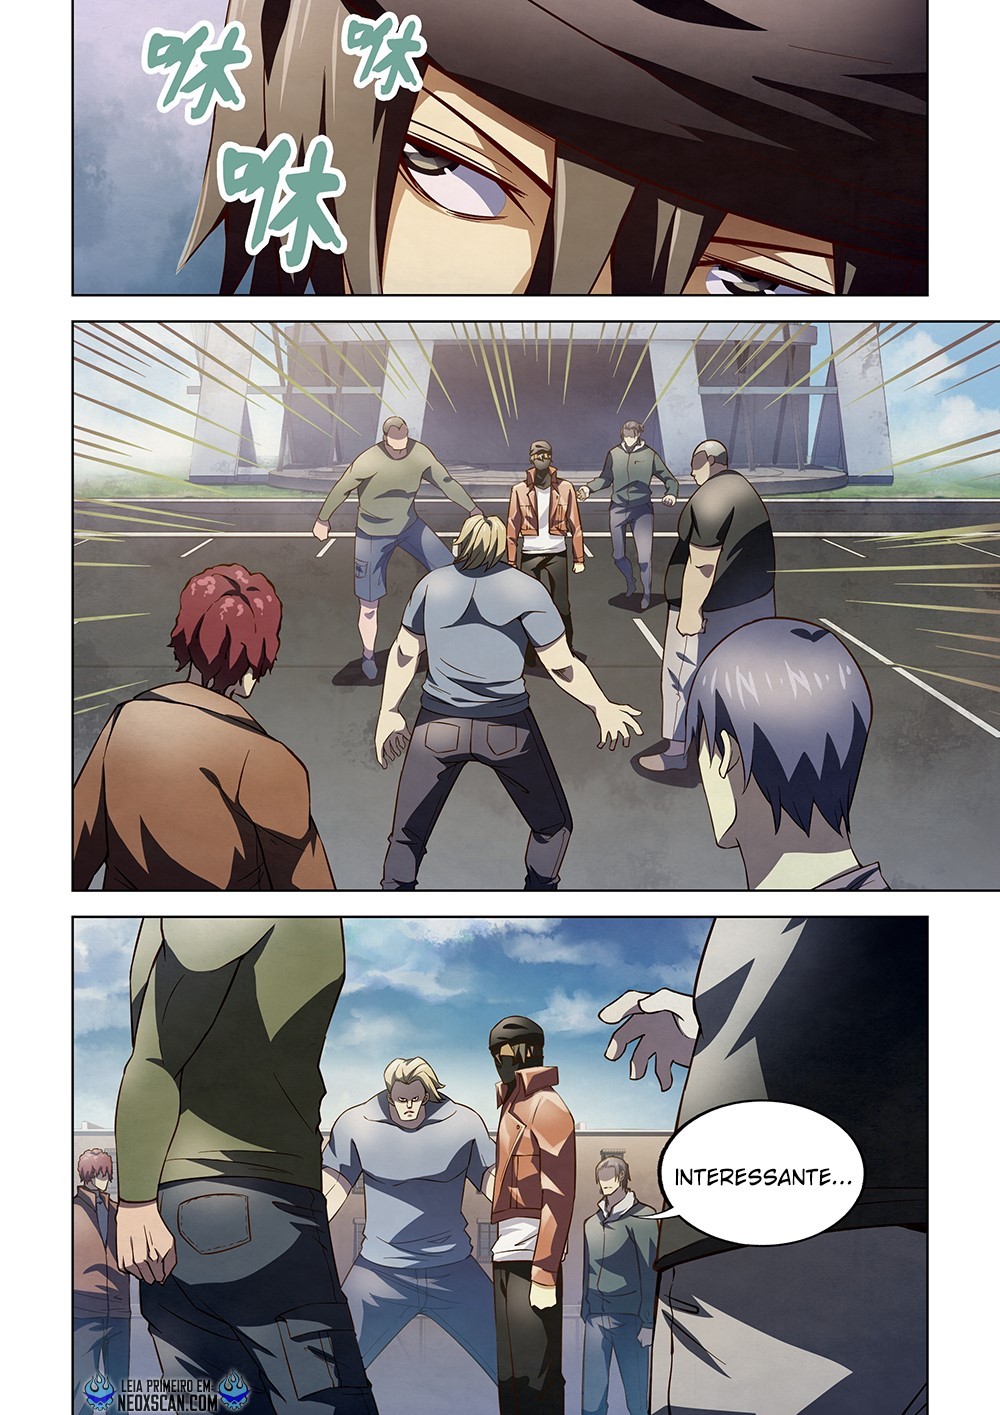 咻
咻
咻
INTERESSANTE...
LEIA PRIMEIRO EM
NEOXSCAN.COM